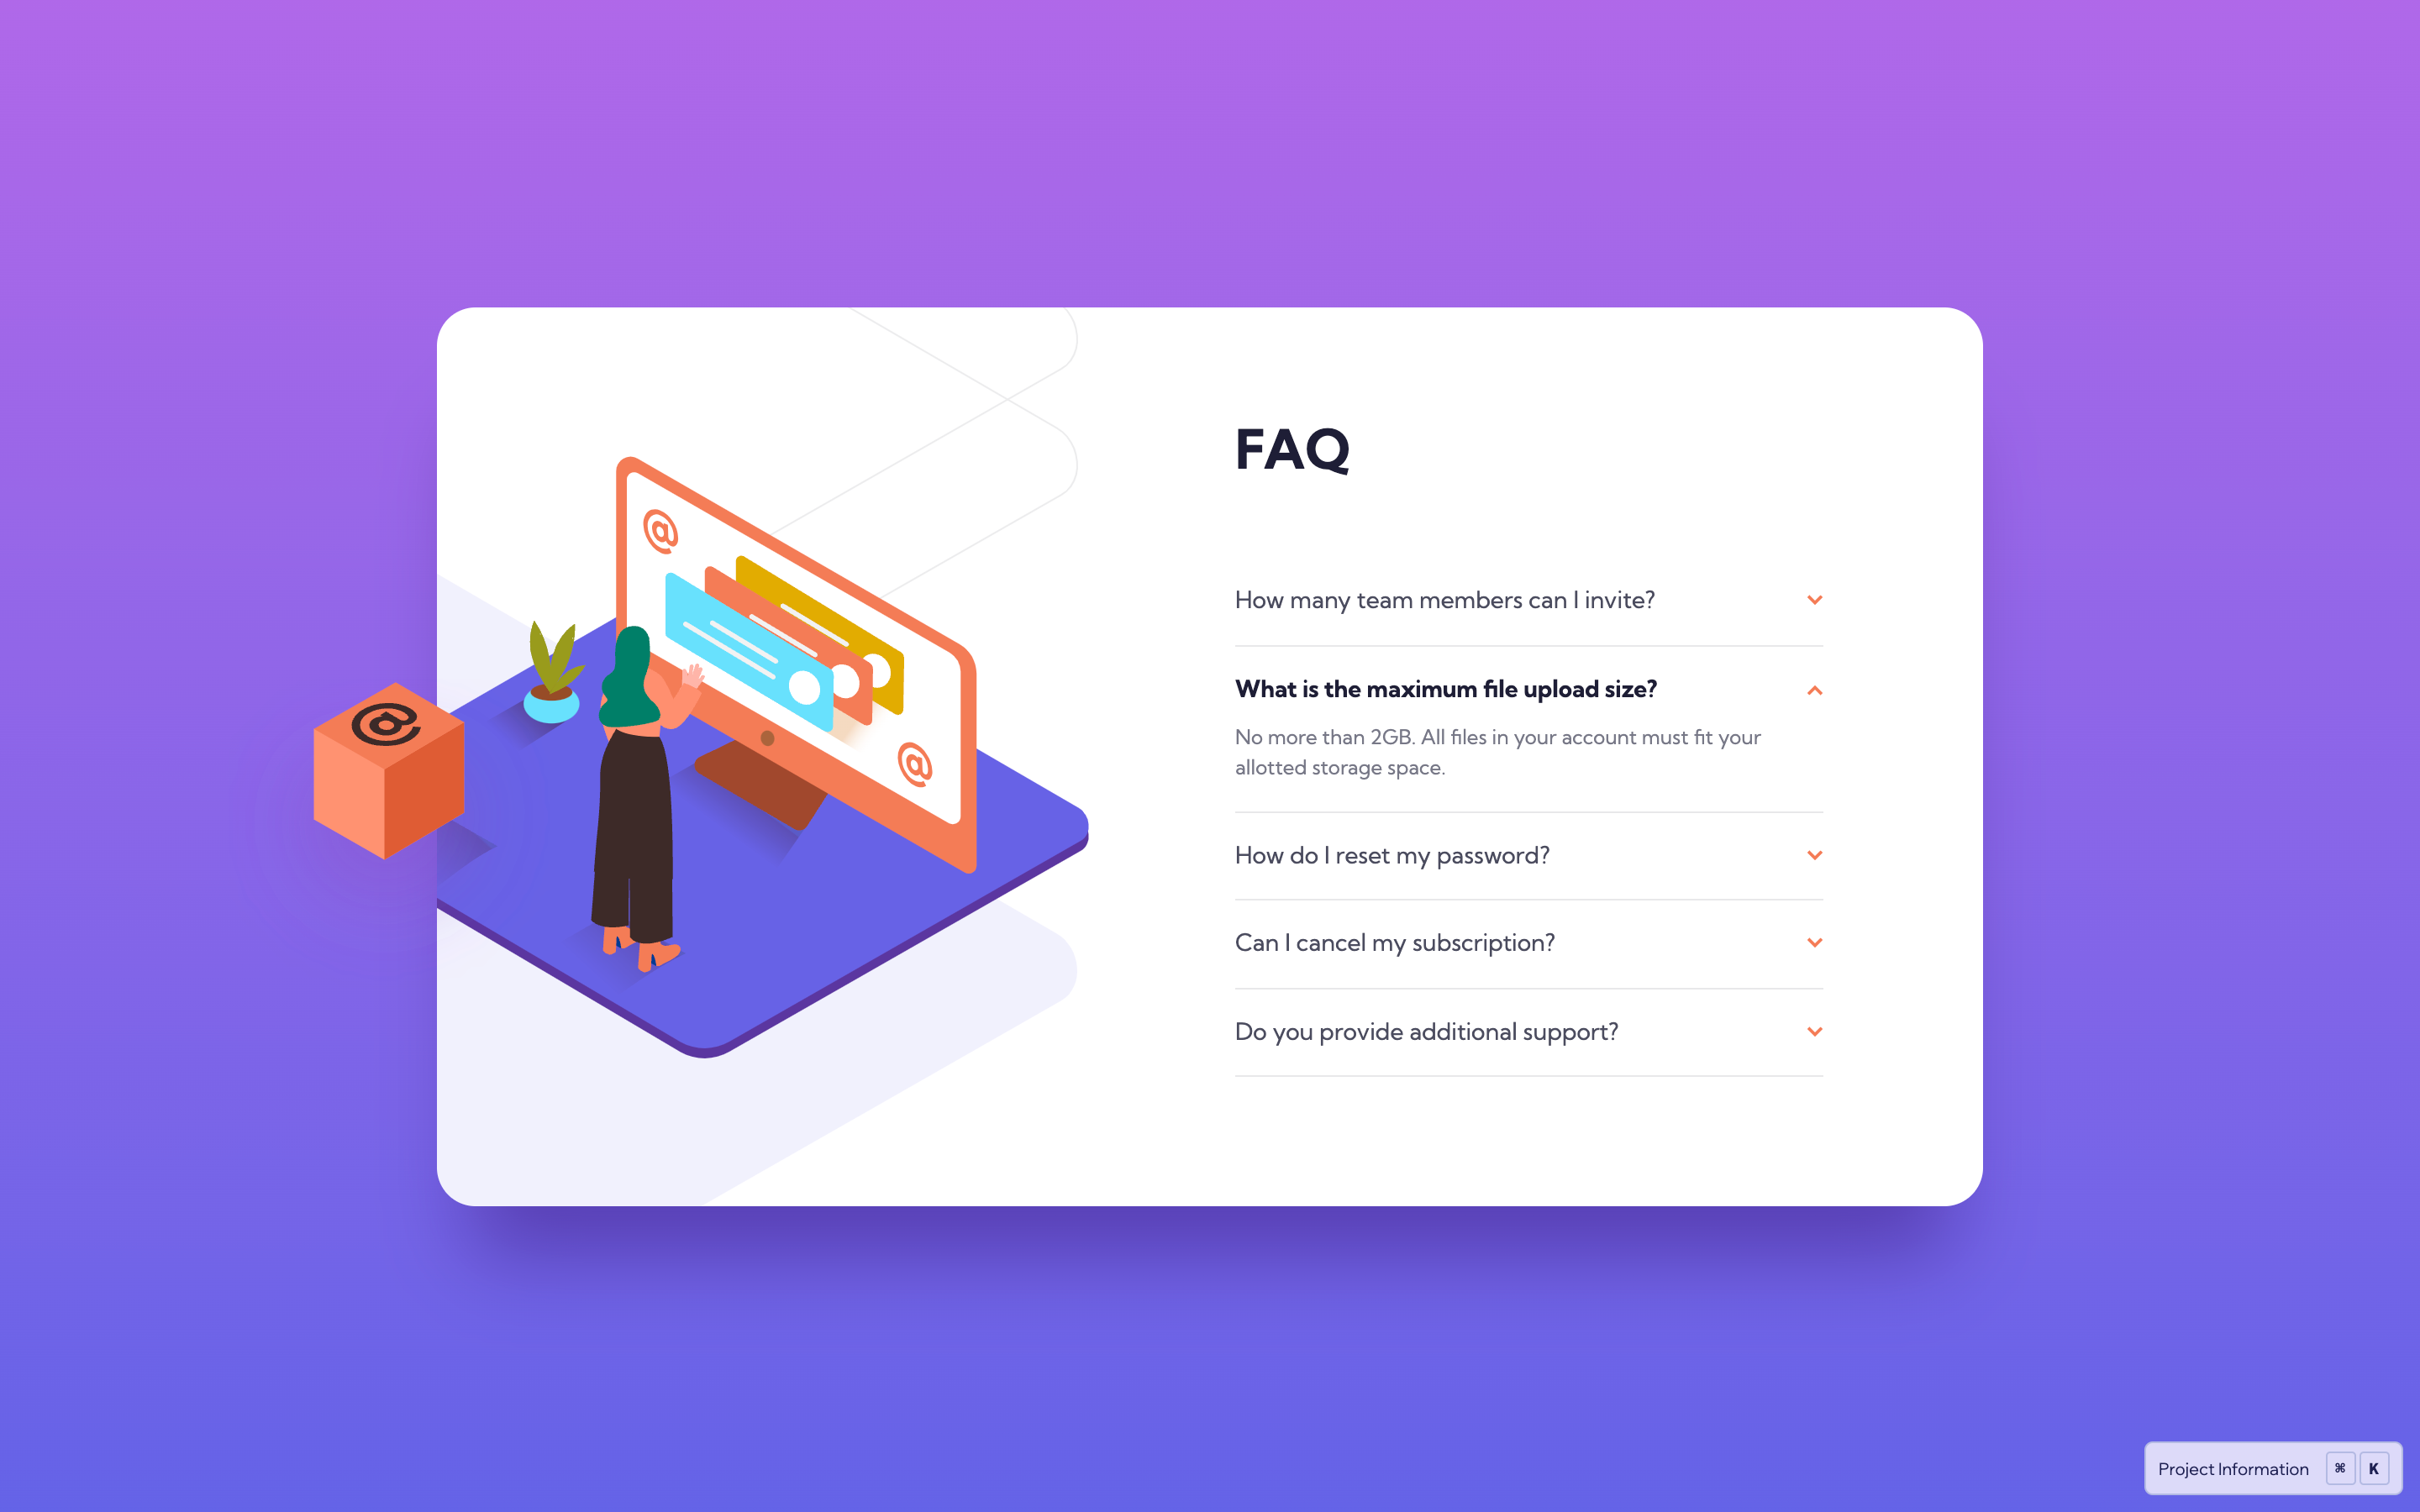 FAQ
How many team members can I invite?
What is the maximum file upload size?
No more than 2GB. All files in your account must fit your
allotted storage space.
How do I reset my password?
Can I cancel my subscription?
Do you provide additional support?
@
@
@
Project Information ⌘ K